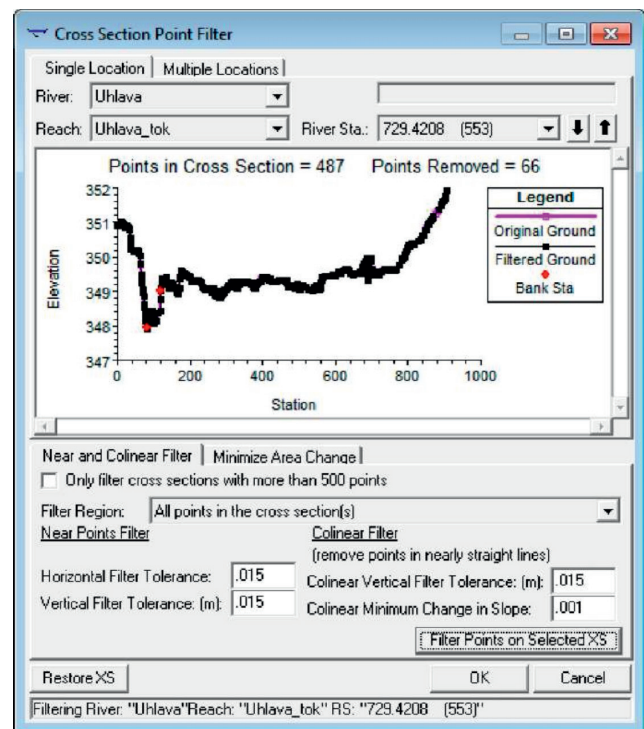 Cross Section Point Filter
Single Location Multiple Locations
River: Uhlava
Reach: Uhlava_tok River Sta.: 729.4208 (553)
Points in Cross Section = 487 Points Removed = 66
352
351
350
349
348
347
Elevation
0 200 400 600 800 1000
Station
Legend
Original Ground
Filtered Ground
Bank Sta
Near and Colinear Filter Minimize Area Change
Only filter cross sections with more than 500 points
Filter Region: All points in the cross section(s)
Near Points Filter Colinear Filter
(remove points in nearly straight lines)
Horizontal Filter Tolerance: .015 Colinear Vertical Filter Tolerance: (m): .015
Vertical Filter Tolerance: (m): .015 Colinear Minimum Change in Slope: .001
Filter Points on Selected XS
Restore XS OK Cancel
Filtering River: "Uhlava"Reach: "Uhlava_tok" RS: "729.4208 (553)"